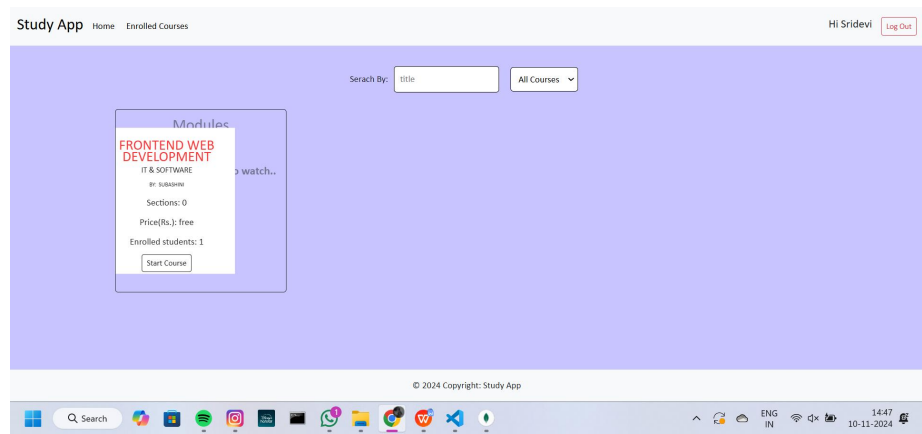 Study App Home Enrolled Courses Hi Sridevi Log Out
Serach By: title All Courses
Modules
FRONTEND WEB
DEVELOPMENT
IT & SOFTWARE
watch..
BY: SUBASHINI
Sections: 0
Price(Rs.): free
Enrolled students: 1
Start Course
© 2024 Copyright: Study App
Search ENG 14:47
IN 10-11-2024